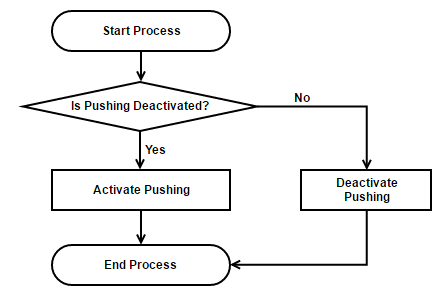 Start Process
Is Pushing Deactivated?
No
Yes
Activate Pushing
Deactivate
Pushing
End Process